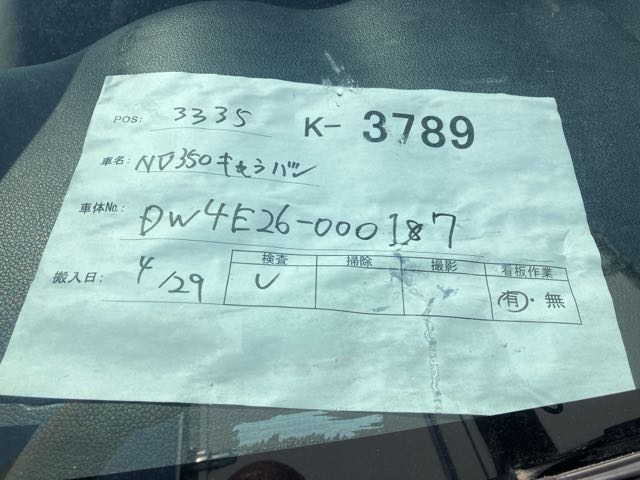 POS: 3335 K-3789
車名: NV350キャラバン
車体No.: DW4E26-000187
搬入日: 4/29
検査 掃除 撮影 看板作業
レ 有・無